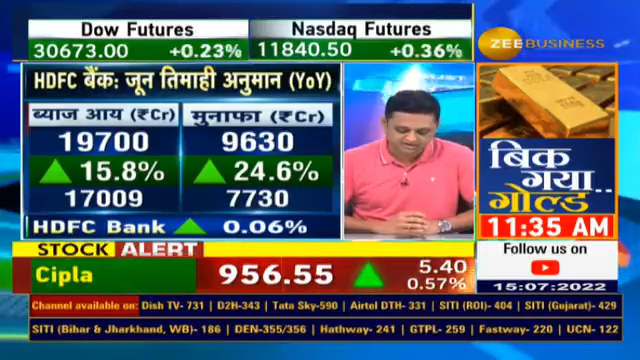 Dow Futures
30673.00 +0.23%
Nasdaq Futures
11840.50 +0.36%
ZEE BUSINESS
HDFC बैंक: जून तिमाही अनुमान (YoY)
ब्याज आय (₹Cr)
19700
15.8%
17009
मुनाफा (₹Cr)
9630
24.6%
7730
HDFC Bank 0.06%
बिक
गया..
गोल्ड
11:35 AM
STOCK ALERT
Cipla 956.55 5.40
0.57%
Follow us on
15:07:2022
Channel available on: Dish TV- 731 | D2H-343 | Tata Sky-590 | Airtel DTH- 331 | SITI (ROI)- 404 | SITI (Gujarat)- 429
SITI (Bihar & Jharkhand, WB)- 186 | DEN-355/356 | Hathway- 241 | GTPL- 259 | Fastway- 220 | UCN- 122